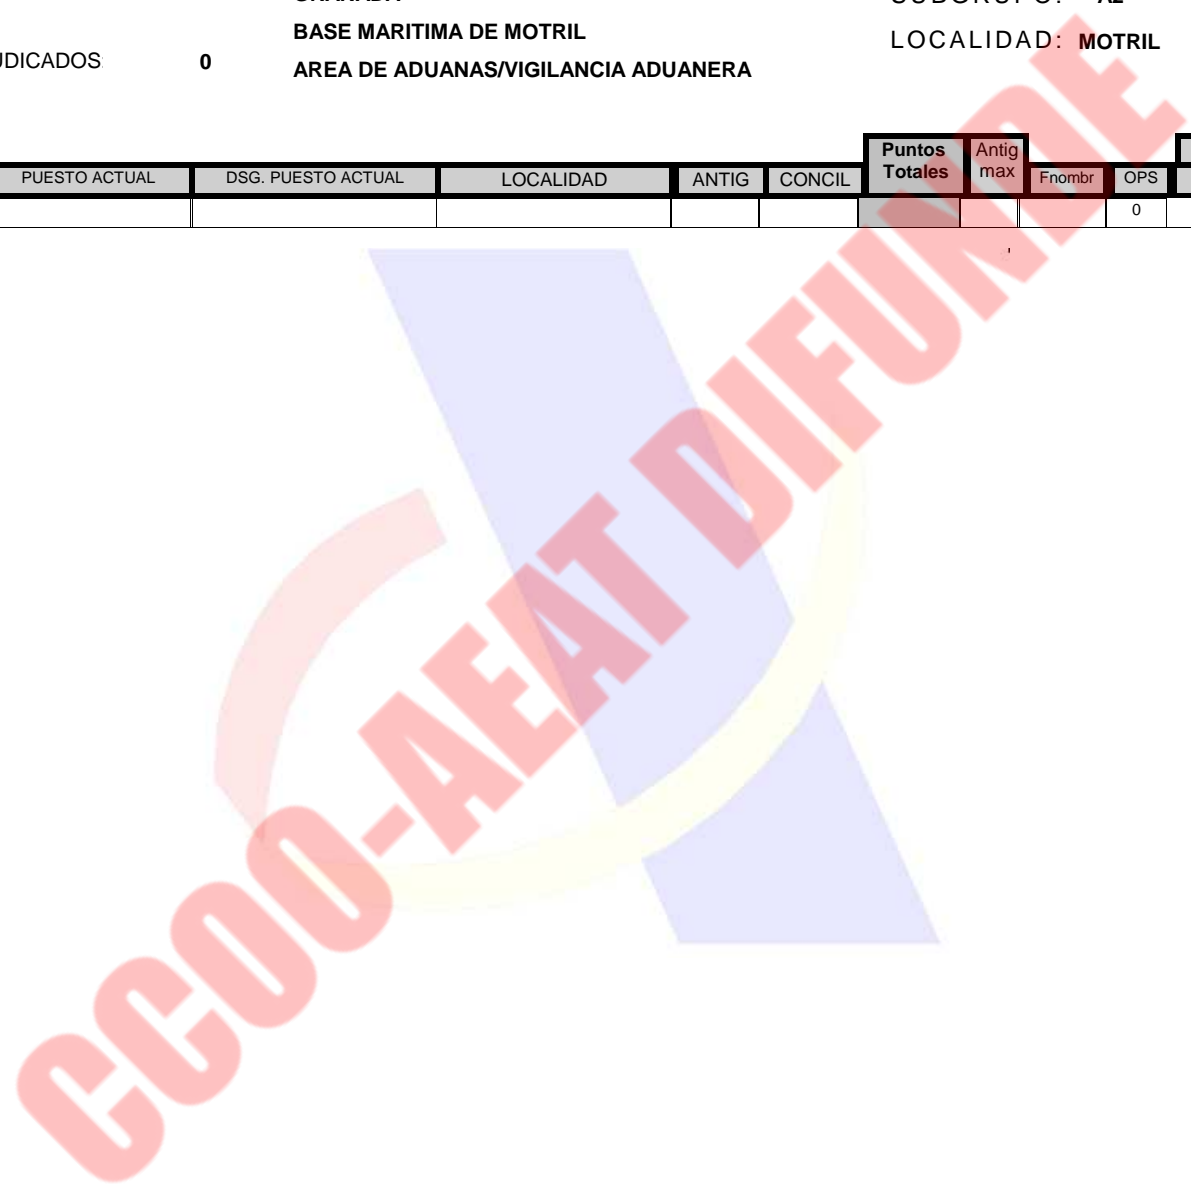 BASE MARITIMA DE MOTRIL
LOCALIDAD: MOTRIL
0
AREA DE ADUANAS/VIGILANCIA ADUANERA
Puntos Totales
Antig max
PUESTO ACTUAL DSG. PUESTO ACTUAL LOCALIDAD ANTIG CONCIL Fnombr OPS
0
CCOO-AEAT DIFUNDE